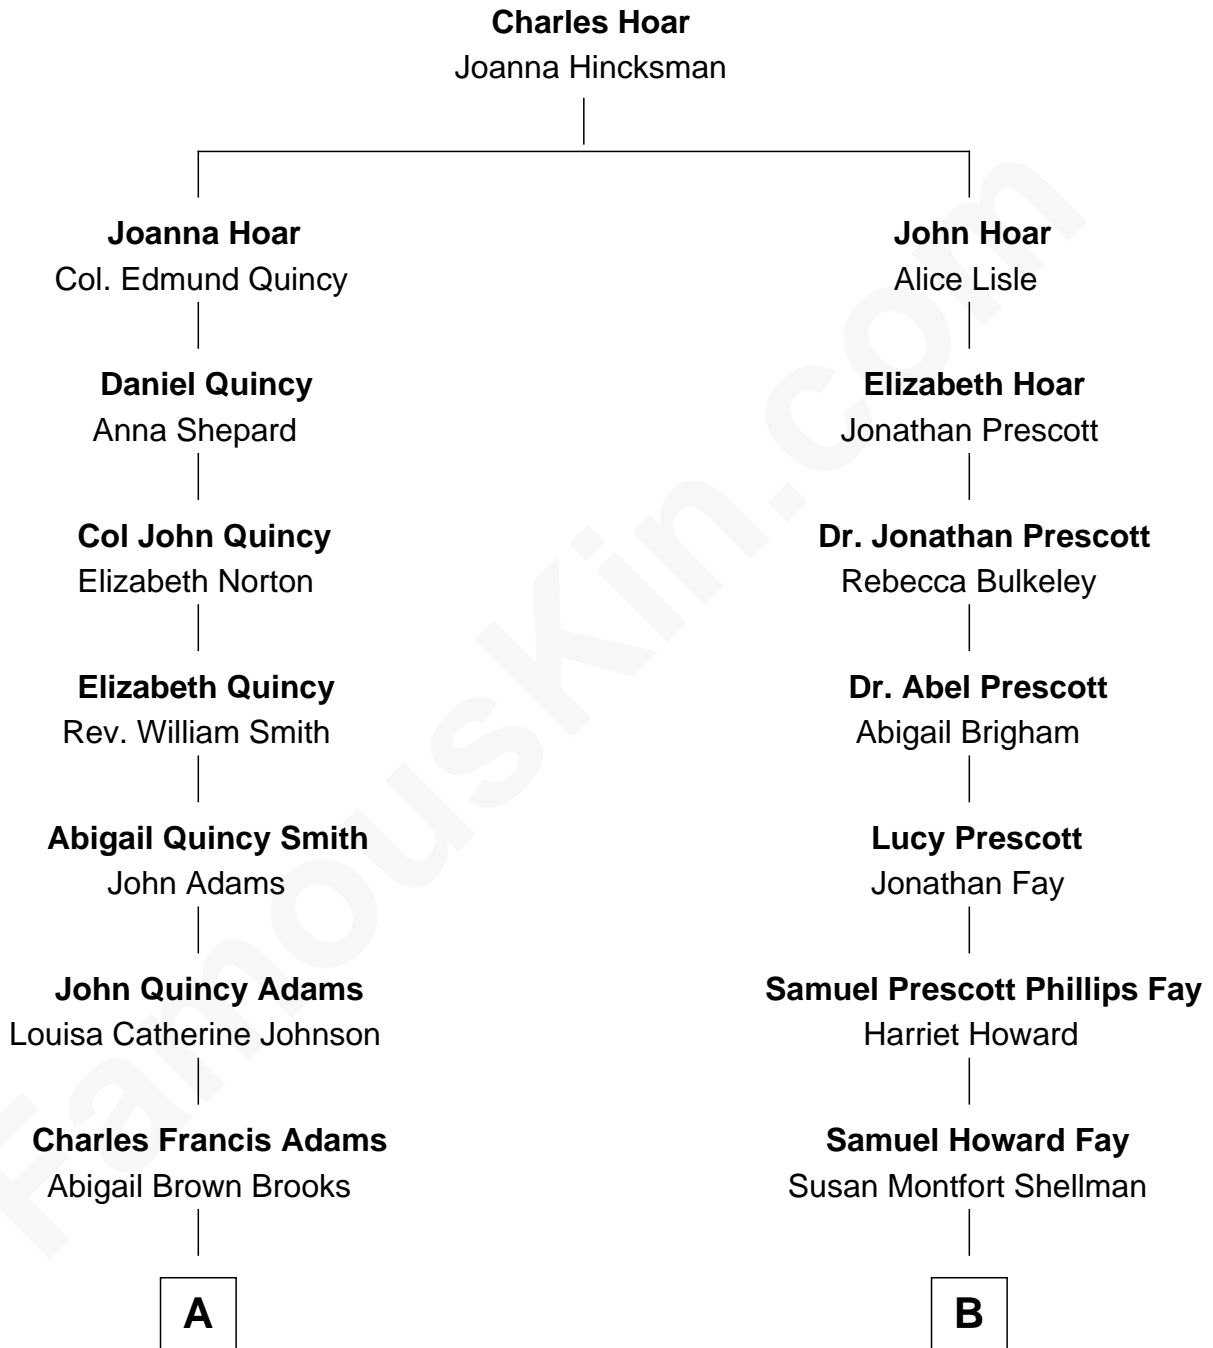 Charles Hoar
Joanna Hincksman
Joanna Hoar
Col. Edmund Quincy
John Hoar
Alice Lisle
Daniel Quincy
Anna Shepard
Elizabeth Hoar
Jonathan Prescott
Col John Quincy
Elizabeth Norton
Dr. Jonathan Prescott
Rebecca Bulkeley
Elizabeth Quincy
Rev. William Smith
Dr. Abel Prescott
Abigail Brigham
Abigail Quincy Smith
John Adams
Lucy Prescott
Jonathan Fay
John Quincy Adams
Louisa Catherine Johnson
Samuel Prescott Phillips Fay
Harriet Howard
Charles Francis Adams
Abigail Brown Brooks
Samuel Howard Fay
Susan Montfort Shellman
A
B
FamousKin.com